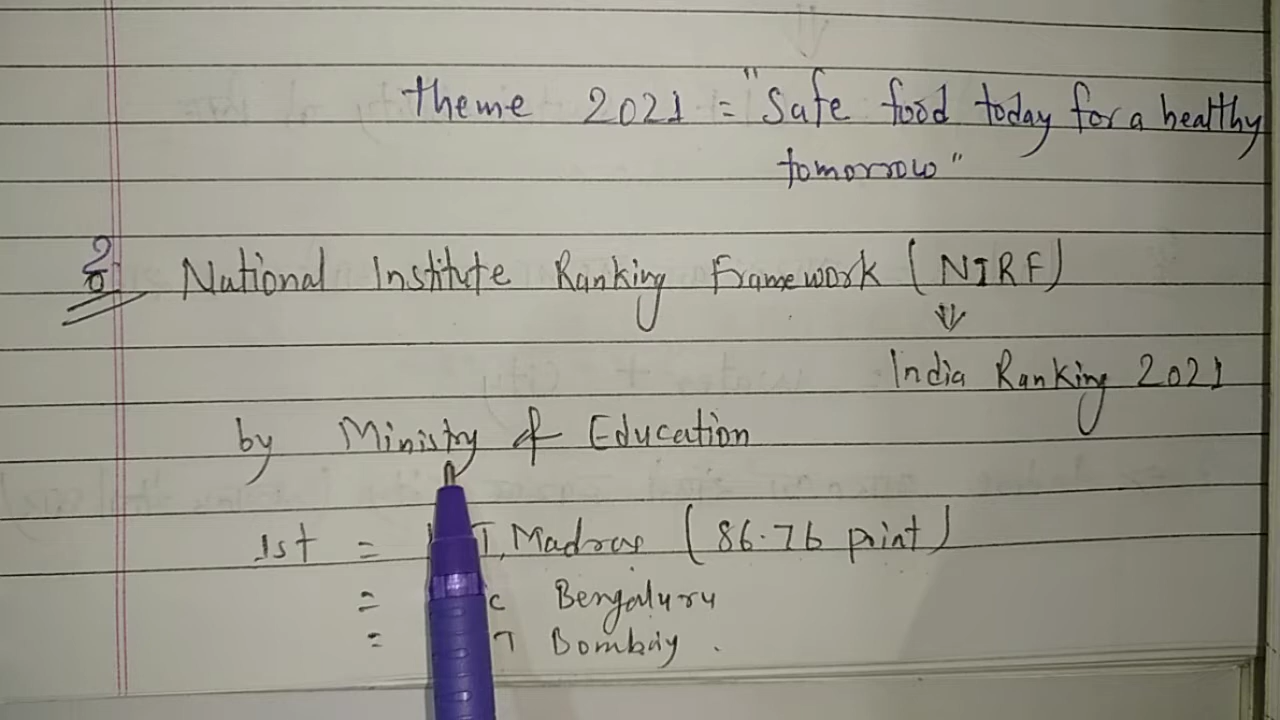 theme 2021 = "Safe food today for a healthy
tomorrow"
Q National Institute Ranking Framework (NIRF)
India Ranking 2021
by Ministry of Education
1st = T, Madras (86.76 print)
= c Bengaluru
= T Bombay.